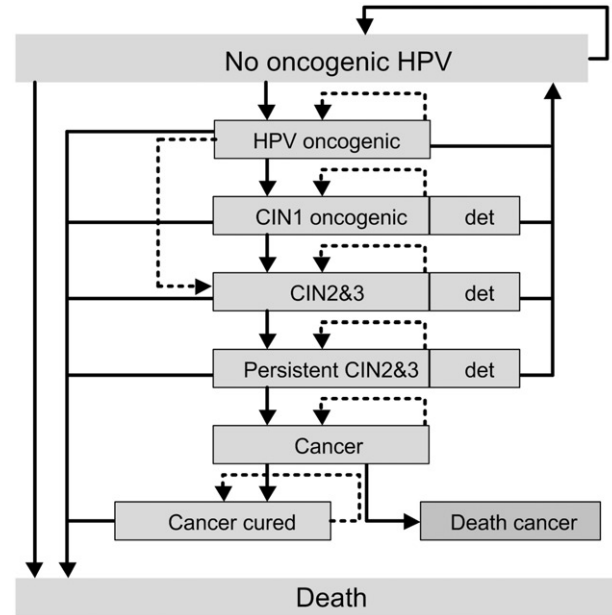 No oncogenic HPV
HPV oncogenic
CIN1 oncogenic det
CIN2&3 det
Persistent CIN2&3 det
Cancer
Cancer cured Death cancer
Death